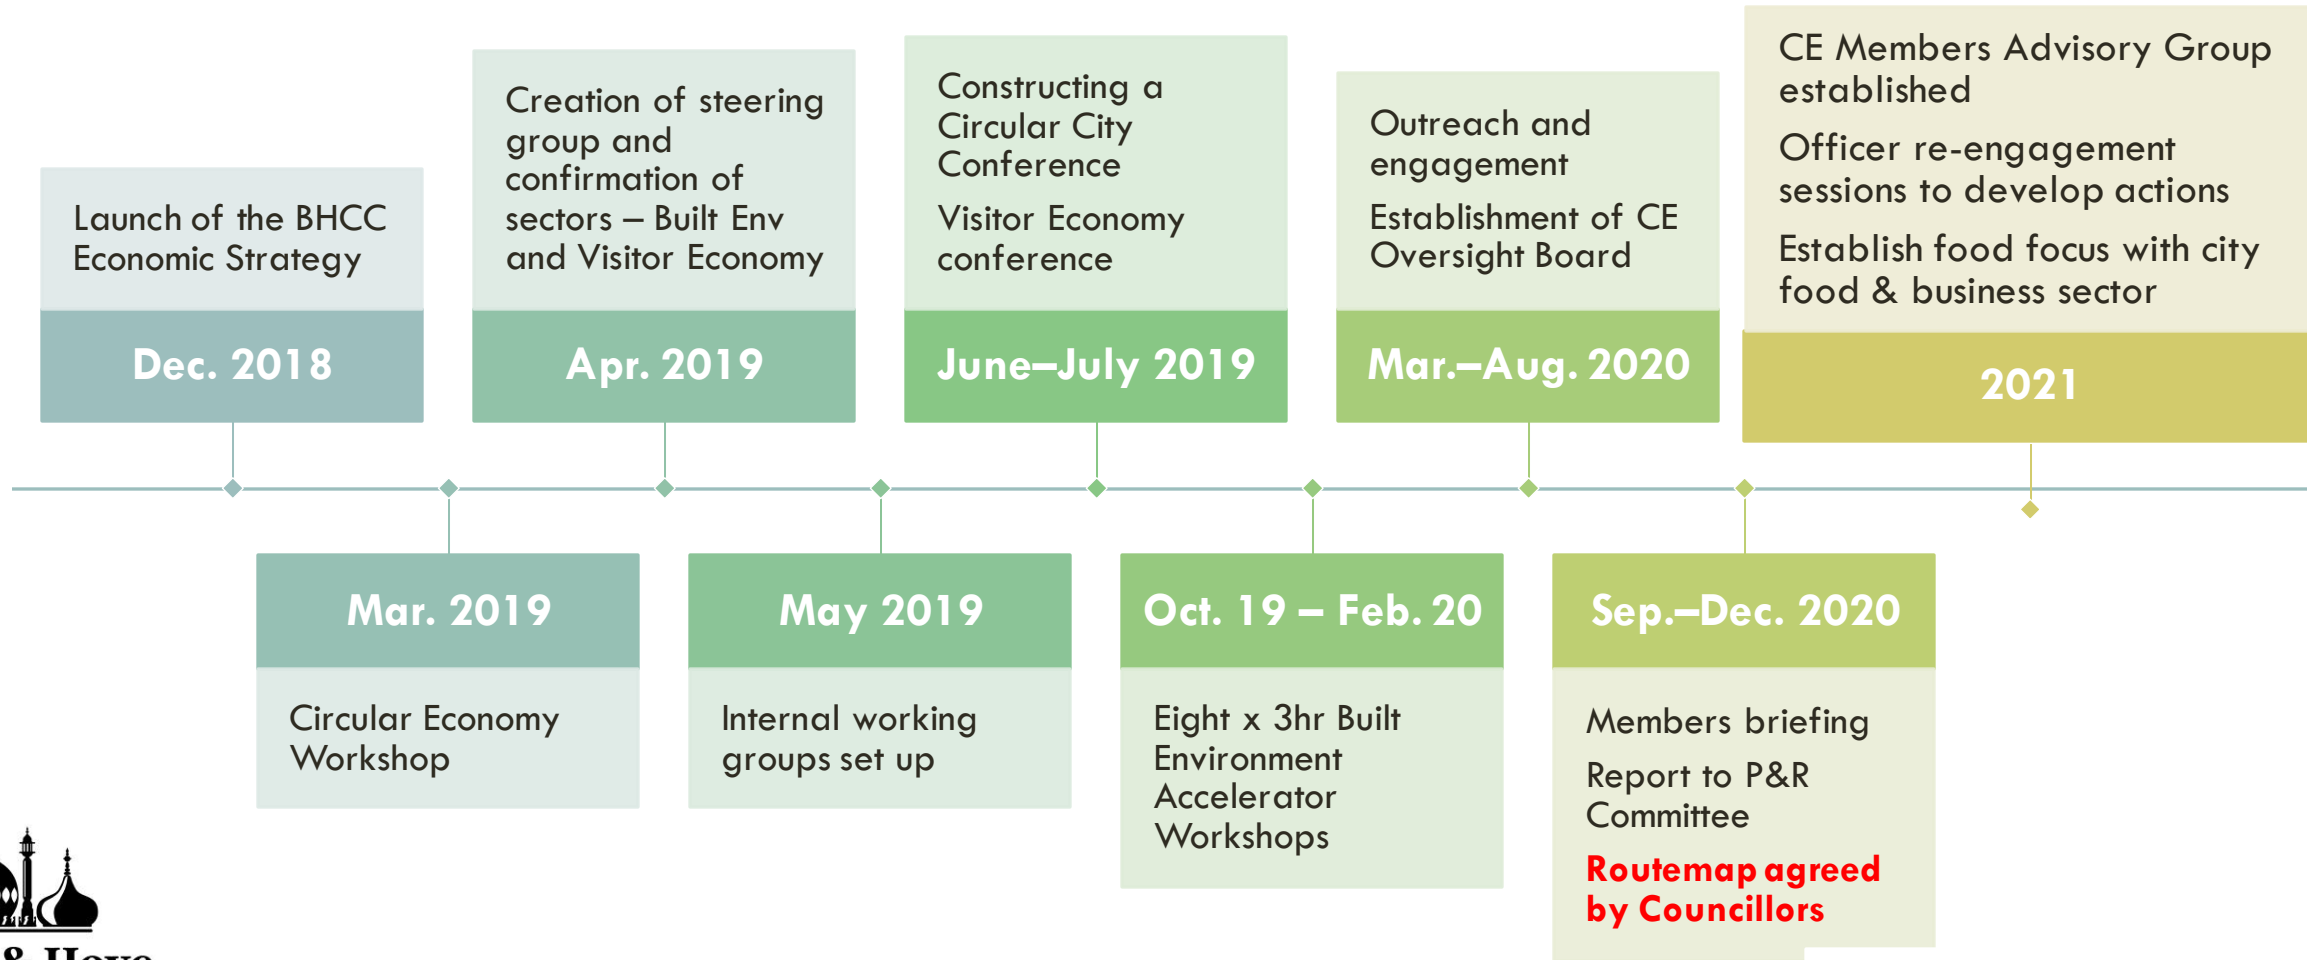 Launch of the BHCC
Economic Strategy
Dec. 2018
Creation of steering
group and
confirmation of
sectors – Built Env
and Visitor Economy
Apr. 2019
Constructing a
Circular City
Conference
Visitor Economy
conference
June–July 2019
Outreach and
engagement
Establishment of CE
Oversight Board
Mar.–Aug. 2020
CE Members Advisory Group
established
Officer re-engagement
sessions to develop actions
Establish food focus with city
food & business sector
2021
Mar. 2019
Circular Economy
Workshop
May 2019
Internal working
groups set up
Oct. 19 – Feb. 20
Eight x 3hr Built
Environment
Accelerator
Workshops
Sep.–Dec. 2020
Members briefing
Report to P&R
Committee
Routemap agreed
by Councillors
& Hove